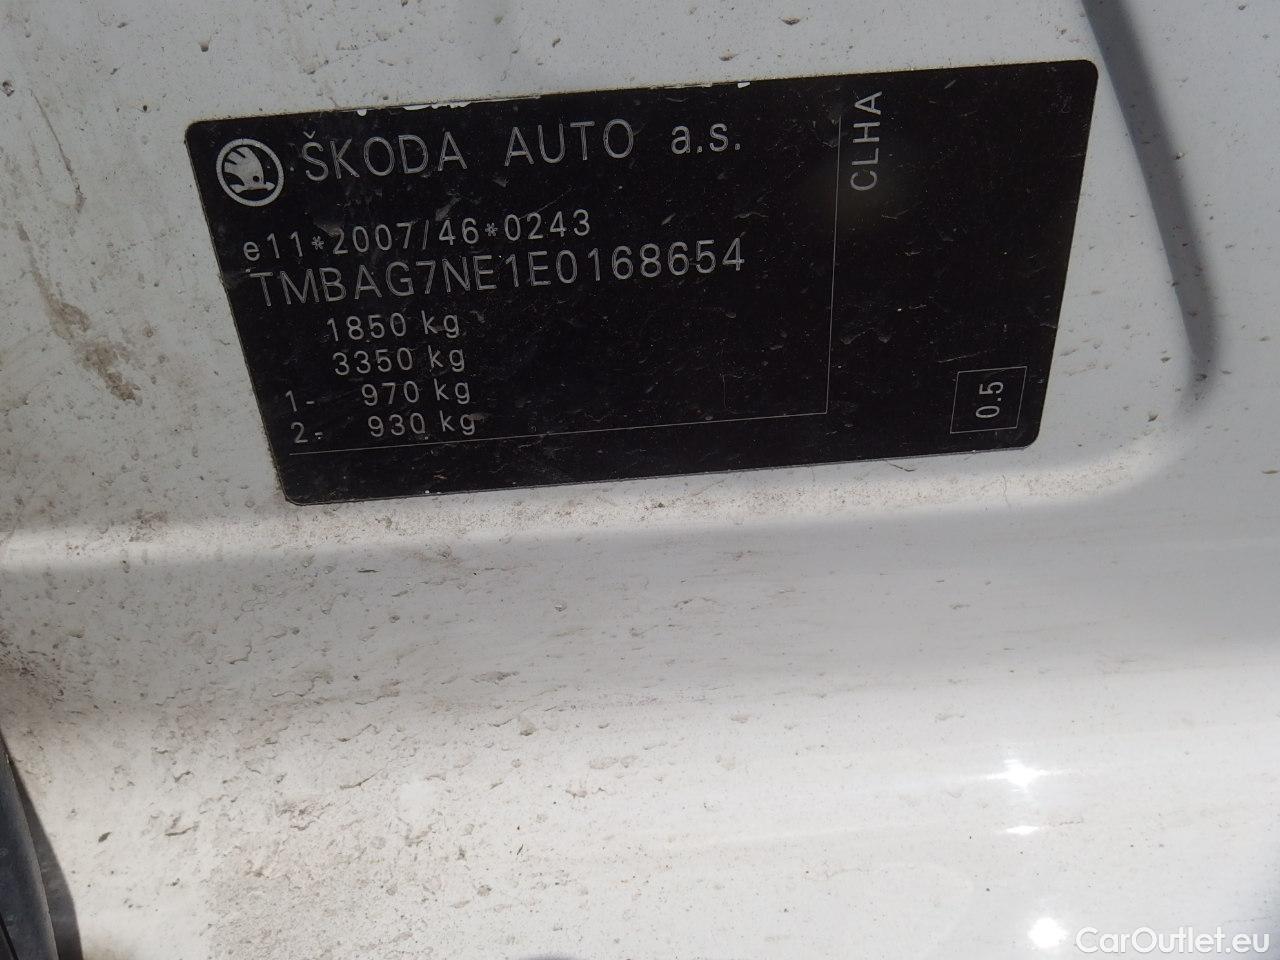 ŠKODA AUTO a.s.
e11*2007/46*0243
TMBAG7NE1E0168654
1850 kg
3350 kg
1- 970 kg
2- 930 kg
CLHA
0.5
CarOutlet.eu